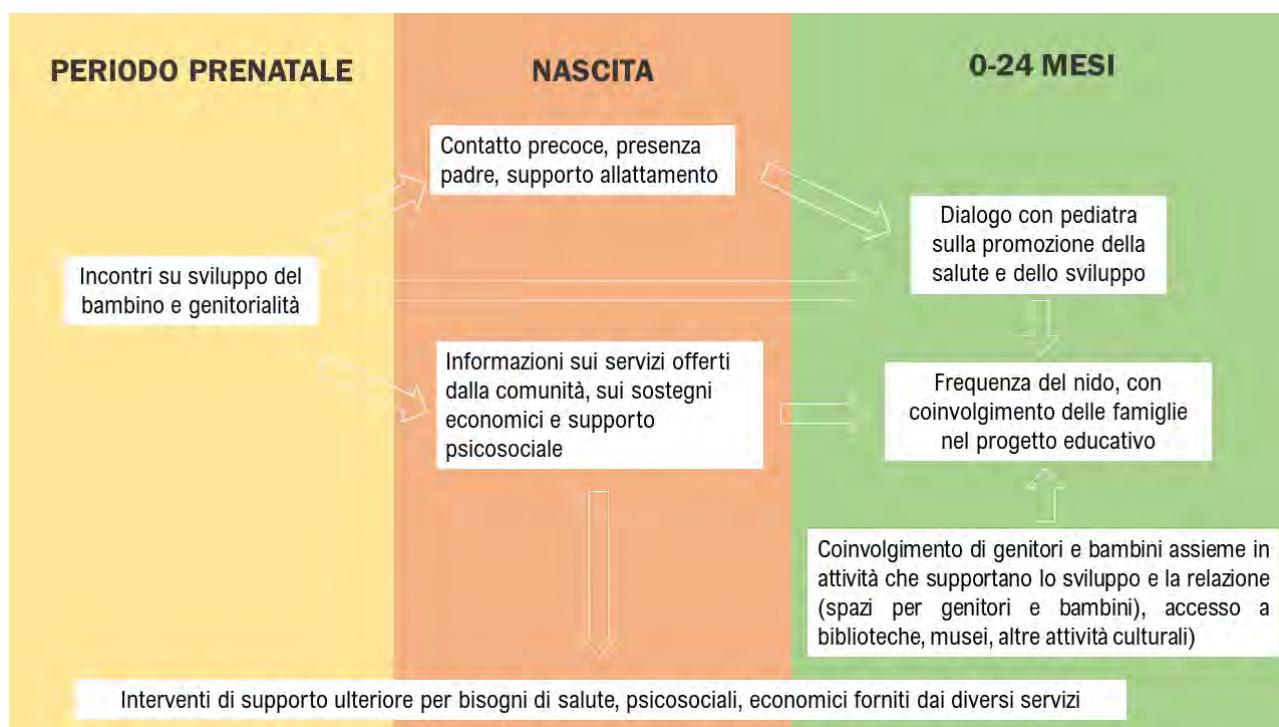 PERIODO PRENATALE
NASCITA
0-24 MESI
Contatto precoce, presenza
padre, supporto allattamento
Dialogo con pediatra
sulla promozione della
salute e dello sviluppo
Incontri su sviluppo del
bambino e genitorialità
Informazioni sui servizi offerti
dalla comunità, sui sostegni
economici e supporto
psicosociale
Frequenza del nido, con
coinvolgimento delle famiglie
nel progetto educativo
Coinvolgimento di genitori e bambini assieme in
attività che supportano lo sviluppo e la relazione
(spazi per genitori e bambini), accesso a
biblioteche, musei, altre attività culturali)
Interventi di supporto ulteriore per bisogni di salute, psicosociali, economici forniti dai diversi servizi